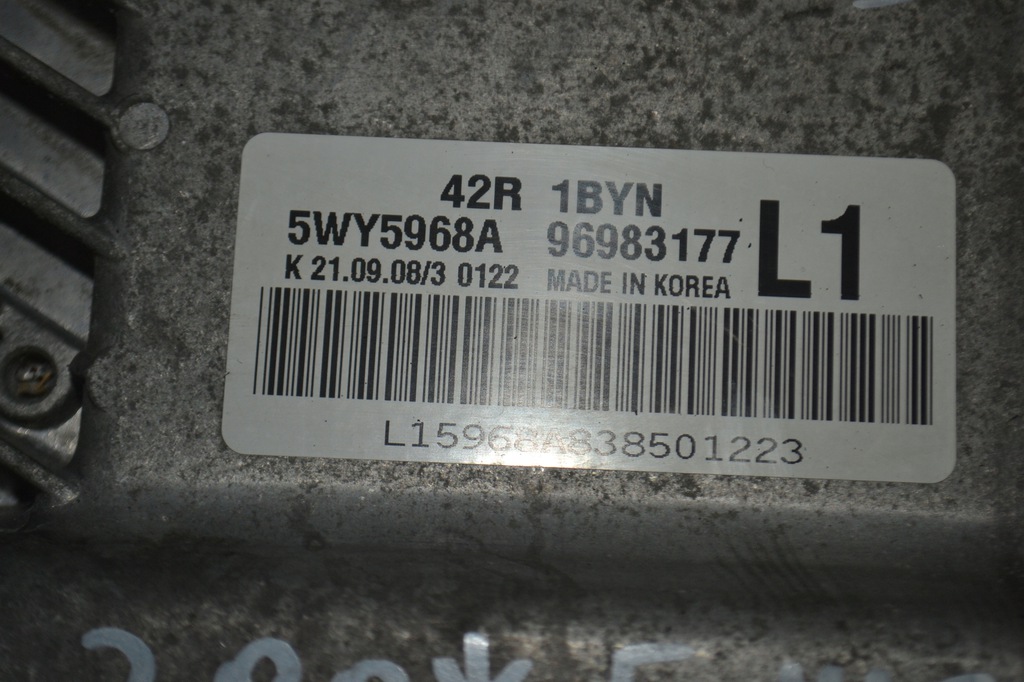 42R 1BYN
5WY5968A 96983177 L1
K 21.09.08/3 0122 MADE IN KOREA
L15968A838501223